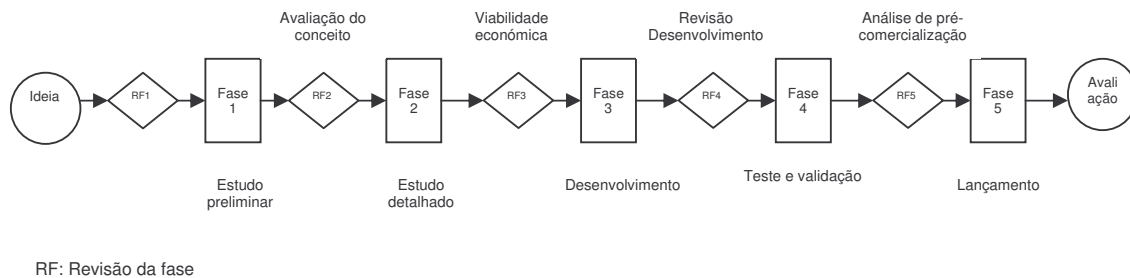 Avaliação do
conceito
Viabilidade
económica
Revisão
Desenvolvimento
Análise de pré-
comercialização
Ideia
RF1
Fase
1
RF2
Fase
2
RF3
Fase
3
RF4
Fase
4
RF5
Fase
5
Avali
ação
Estudo
preliminar
Estudo
detalhado
Desenvolvimento
Teste e validação
Lançamento
RF: Revisão da fase